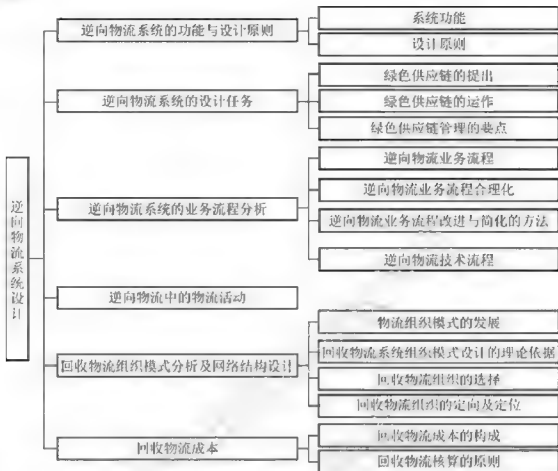 逆向物流系统设计
逆向物流系统的功能与设计原则
系统功能
设计原则
逆向物流系统的设计任务
绿色供应链的提出
绿色供应链的运作
绿色供应链管理的要点
逆向物流系统的业务流程分析
逆向物流业务流程
逆向物流业务流程合理化
逆向物流业务流程改进与简化的方法
逆向物流技术流程
逆向物流中的物流活动
回收物流组织模式分析及网络结构设计
物流组织模式的发展
回收物流系统组织模式设计的理论依据
回收物流组织的选择
回收物流组织的定向及定位
回收物流成本
回收物流成本的构成
回收物流核算的原则